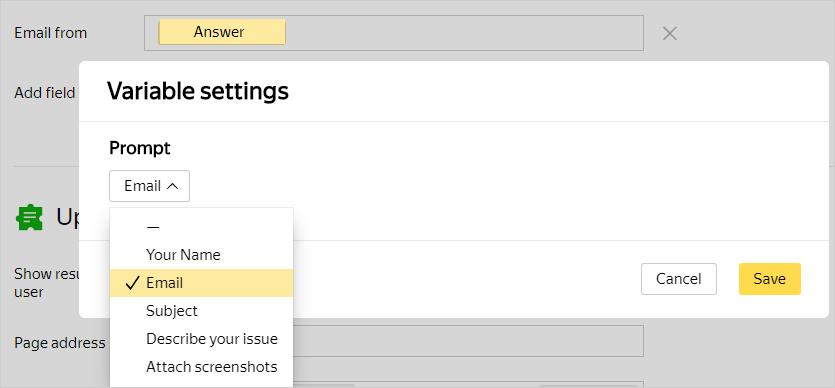 Email from
Answer
Add field
Variable settings
Prompt
Email
—
Your Name
Email
Subject
Describe your issue
Attach screenshots
Cancel
Save
Up
Show resu
user
Page address